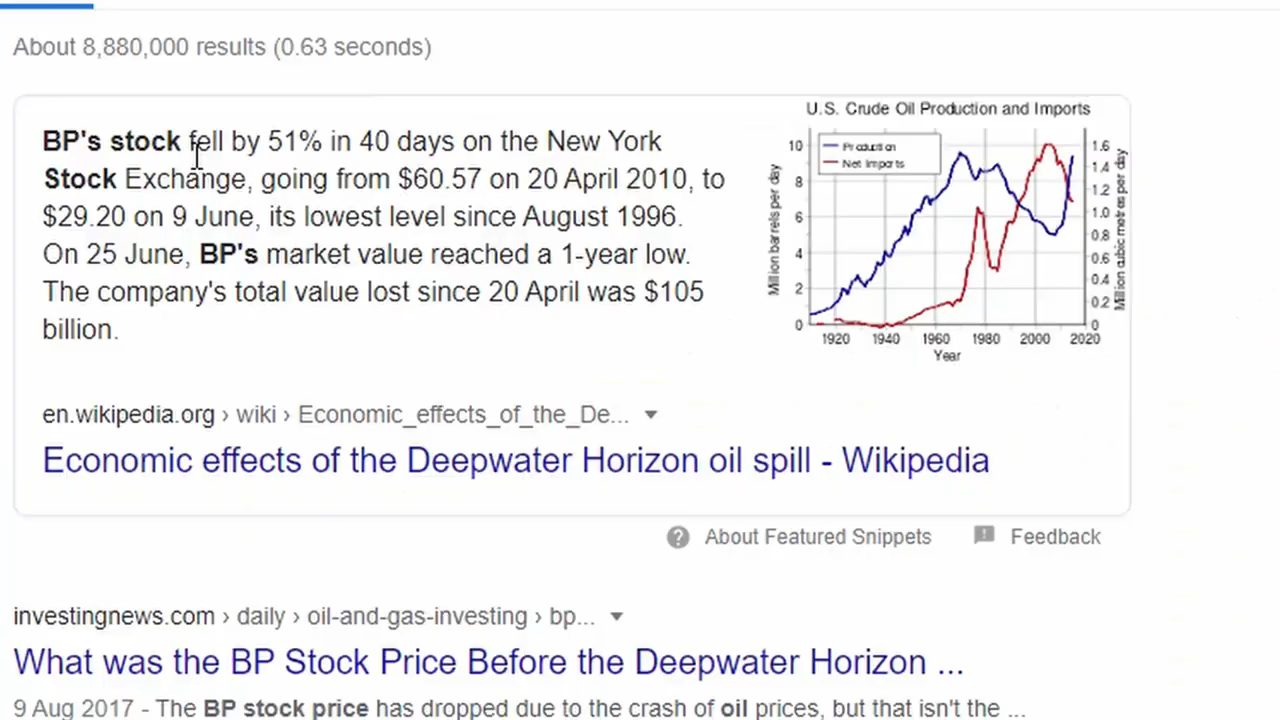 About 8,880,000 results (0.63 seconds)
BP's stock fell by 51% in 40 days on the New York
Stock Exchange, going from $60.57 on 20 April 2010, to
$29.20 on 9 June, its lowest level since August 1996.
On 25 June, BP's market value reached a 1-year low.
The company's total value lost since 20 April was $105
billion.
U.S. Crude Oil Production and Imports
Production
Net Imports
Million barrels per day
10
8
6
4
2
0
1.6
1.4
1.2
1.0
0.8
0.6
0.4
0.2
0
Million cubic metres per day
1920 1940 1960 1980 2000 2020
Year
en.wikipedia.org › wiki › Economic_effects_of_the_De...
Economic effects of the Deepwater Horizon oil spill - Wikipedia
About Featured Snippets Feedback
investingnews.com › daily › oil-and-gas-investing › bp...
What was the BP Stock Price Before the Deepwater Horizon ...
9 Aug 2017 - The BP stock price has dropped due to the crash of oil prices, but that isn't the ...